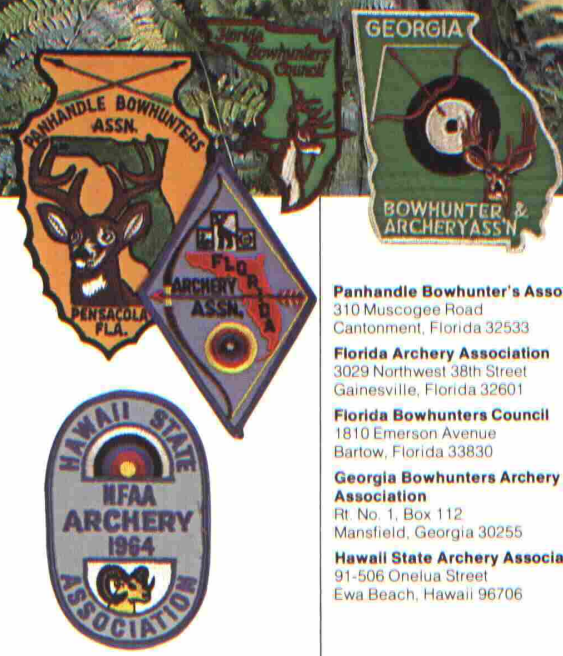 Florida
Bowhunters
Council
GEORGIA
BOWHUNTER &
ARCHERY ASS'N
PANHANDLE BOWHUNTERS
ASSN.
PENSACOLA
FLA.
FLORIDA
ARCHERY
ASSN.
HAWAII STATE
NFAA
ARCHERY
1964
ASSOCIATION
Panhandle Bowhunter's Asso
310 Muscogee Road
Cantonment, Florida 32533
Florida Archery Association
3029 Northwest 38th Street
Gainesville, Florida 32601
Florida Bowhunters Council
1810 Emerson Avenue
Bartow, Florida 33830
Georgia Bowhunters Archery
Association
Rt. No. 1, Box 112
Mansfield, Georgia 30255
Hawaii State Archery Associa
91-506 Onelua Street
Ewa Beach, Hawaii 96706